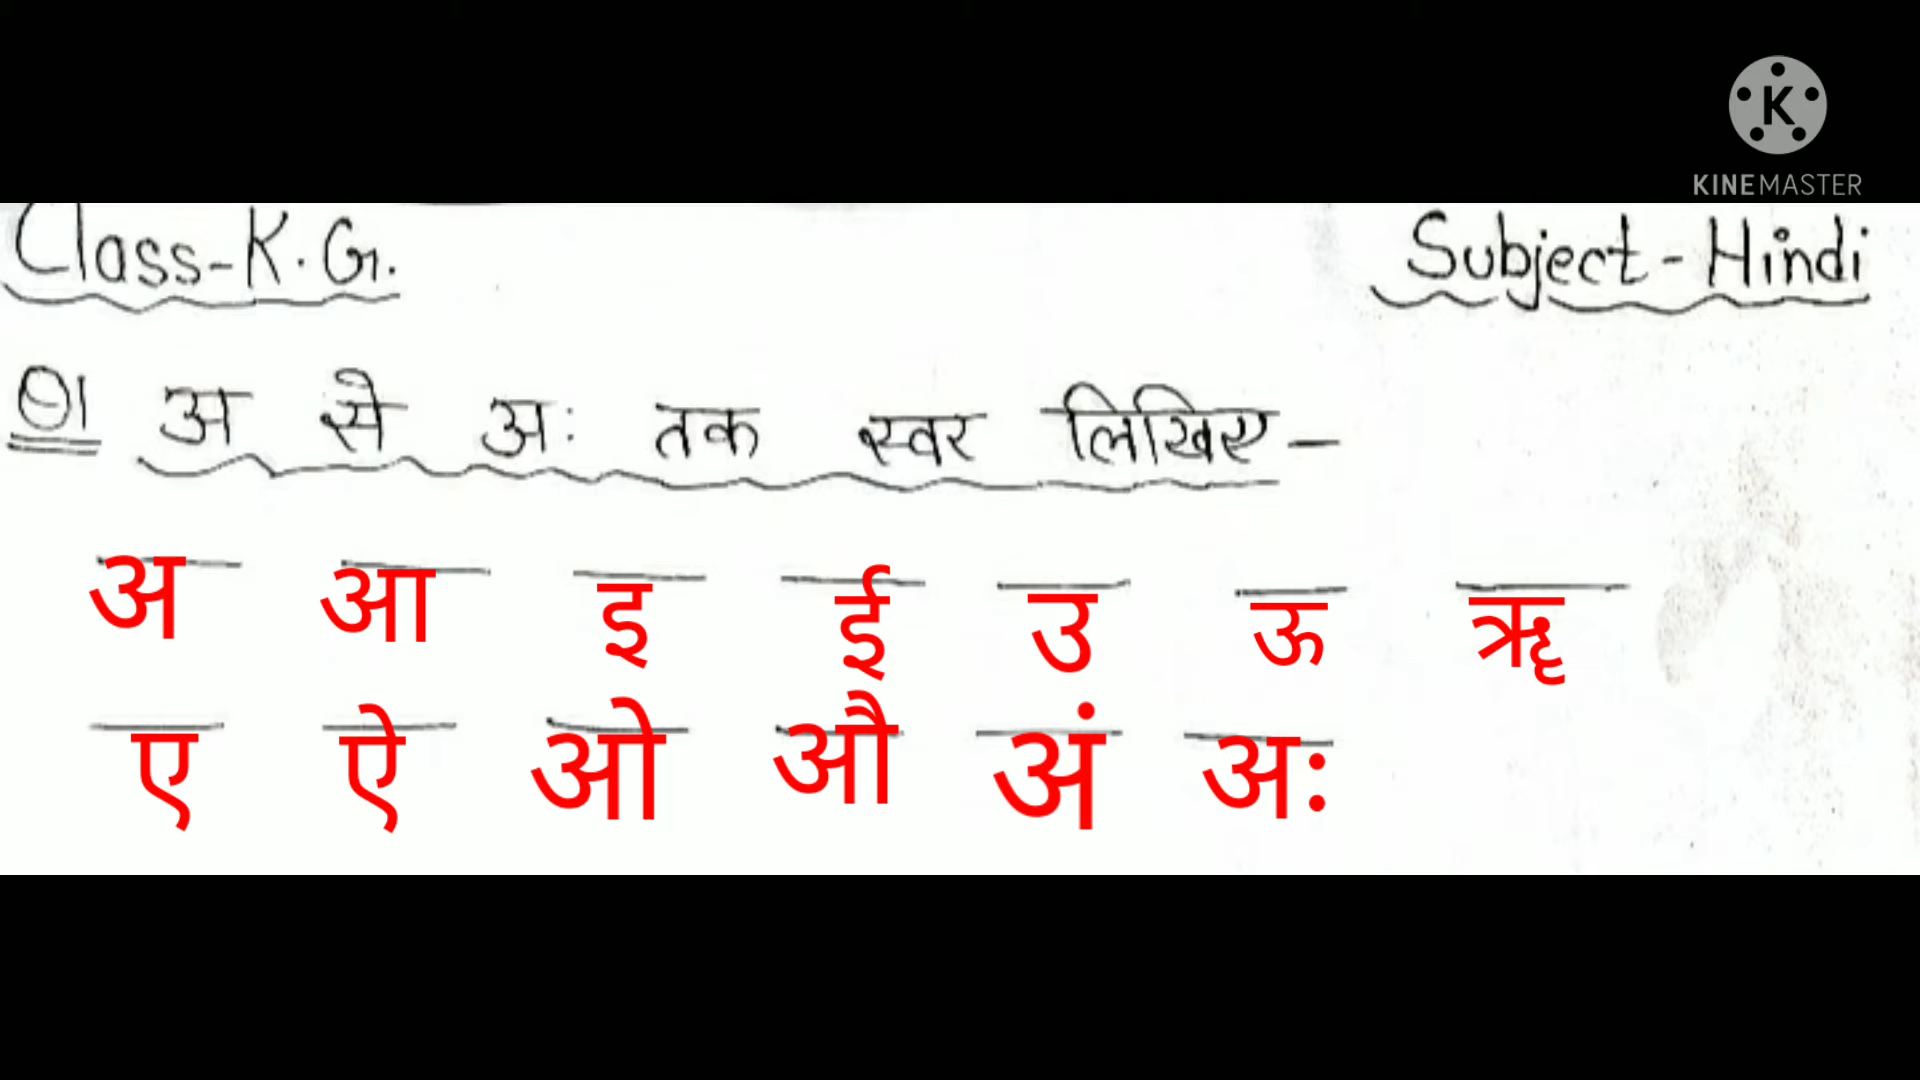 K
KINEMASTER
Class-K.G. Subject-Hindi
Q1 अ से अः तक स्वर लिखिए-
अ आ इ ई उ ऊ ॠ
ए ऐ ओ औ अं अः